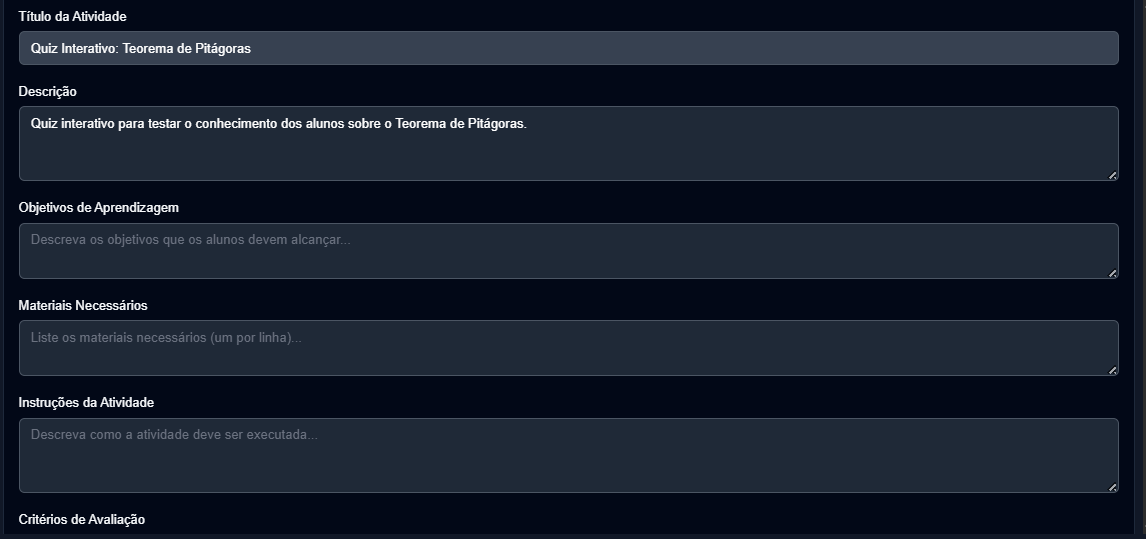 Título da Atividade
Quiz Interativo: Teorema de Pitágoras
Descrição
Quiz interativo para testar o conhecimento dos alunos sobre o Teorema de Pitágoras.
Objetivos de Aprendizagem
Descreva os objetivos que os alunos devem alcançar...
Materiais Necessários
Liste os materiais necessários (um por linha)...
Instruções da Atividade
Descreva como a atividade deve ser executada...
Critérios de Avaliação